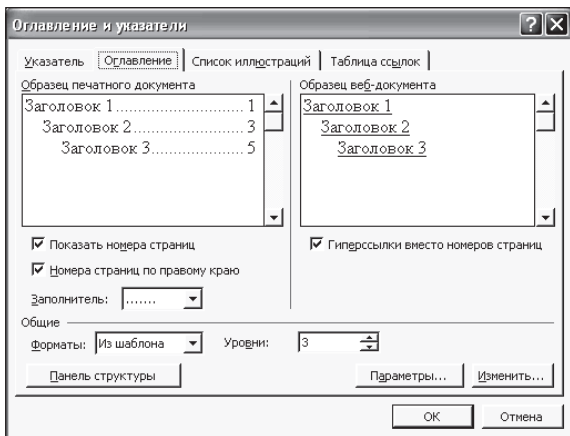 Оглавление и указатели
Указатель Оглавление Список иллюстраций Таблица ссылок
Образец печатного документа
Заголовок 1........................... 1
Заголовок 2....................... 3
Заголовок 3................... 5
Образец веб-документа
Заголовок 1
Заголовок 2
Заголовок 3
Показать номера страниц
Номера страниц по правому краю
Заполнитель: .......
Гиперссылки вместо номеров страниц
Общие
Форматы: Из шаблона Уровни: 3
Панель структуры Параметры... Изменить...
ОК Отмена